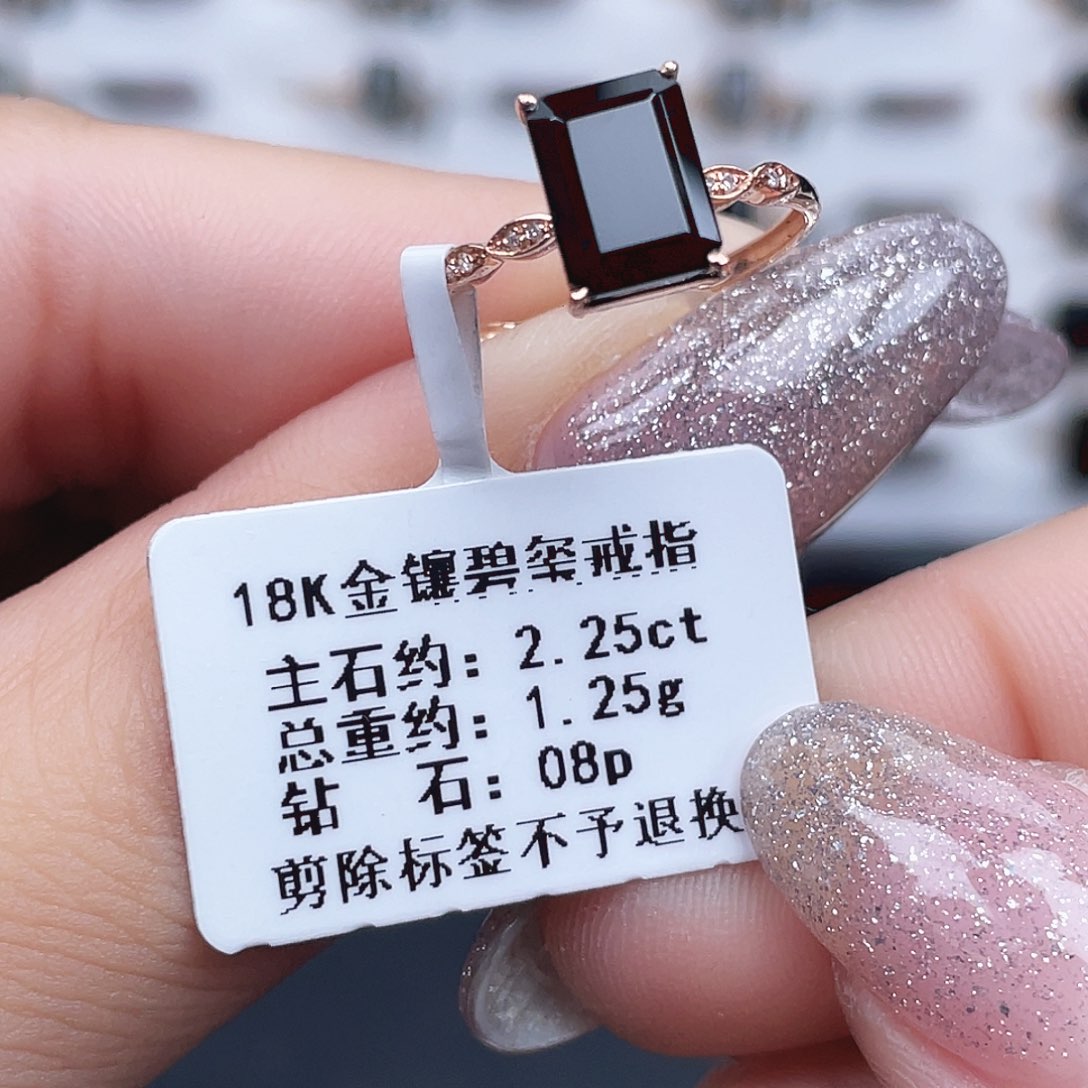 18K金镶碧玺戒指
主石约：2.25ct
总重约：1.25g
钻 石：08p
剪除标签不予退换